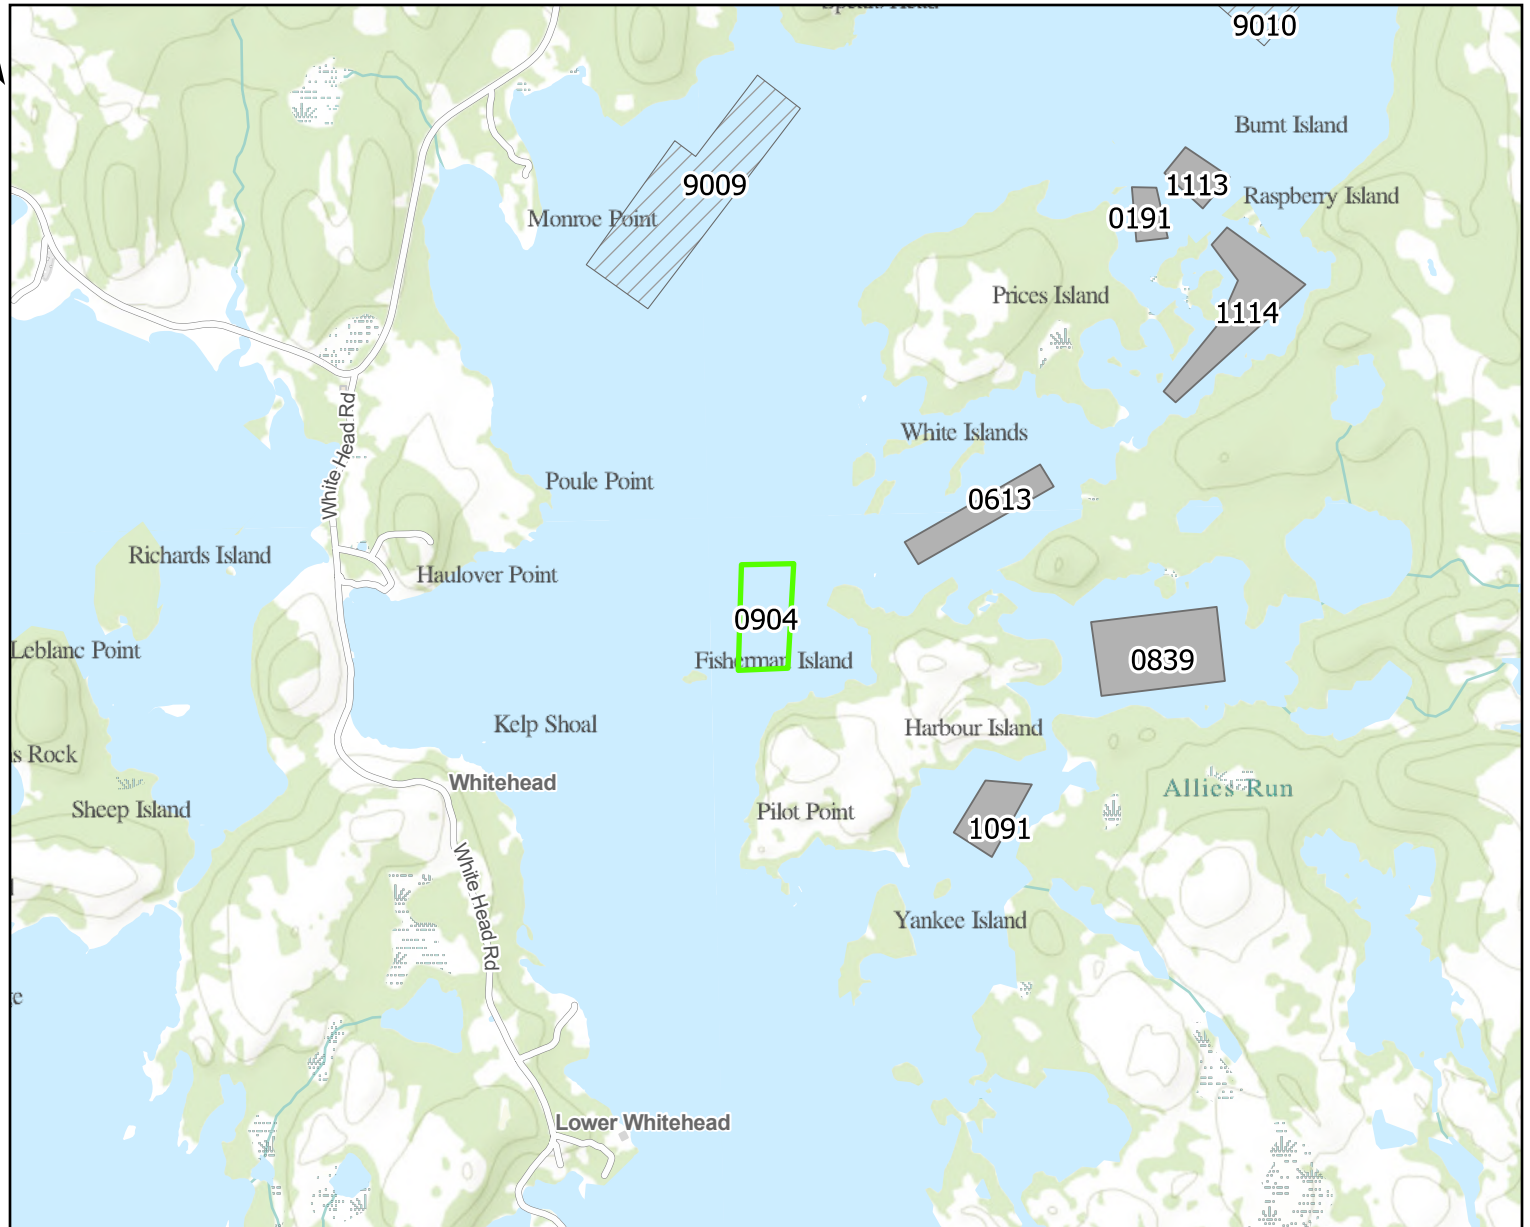 9010
Burnt Island
1113
9009
Raspberry Island
0191
Monroe Point
Prices Island
1114
White Islands
White Head Rd
Poule Point
0613
Richards Island
Haulover Point
0904
Leblanc Point
Fisherman Island
0839
Kelp Shoal
Harbour Island
s Rock
Whitehead
Allies Run
Sheep Island
Pilot Point
1091
White Head Rd
Yankee Island
Lower Whitehead